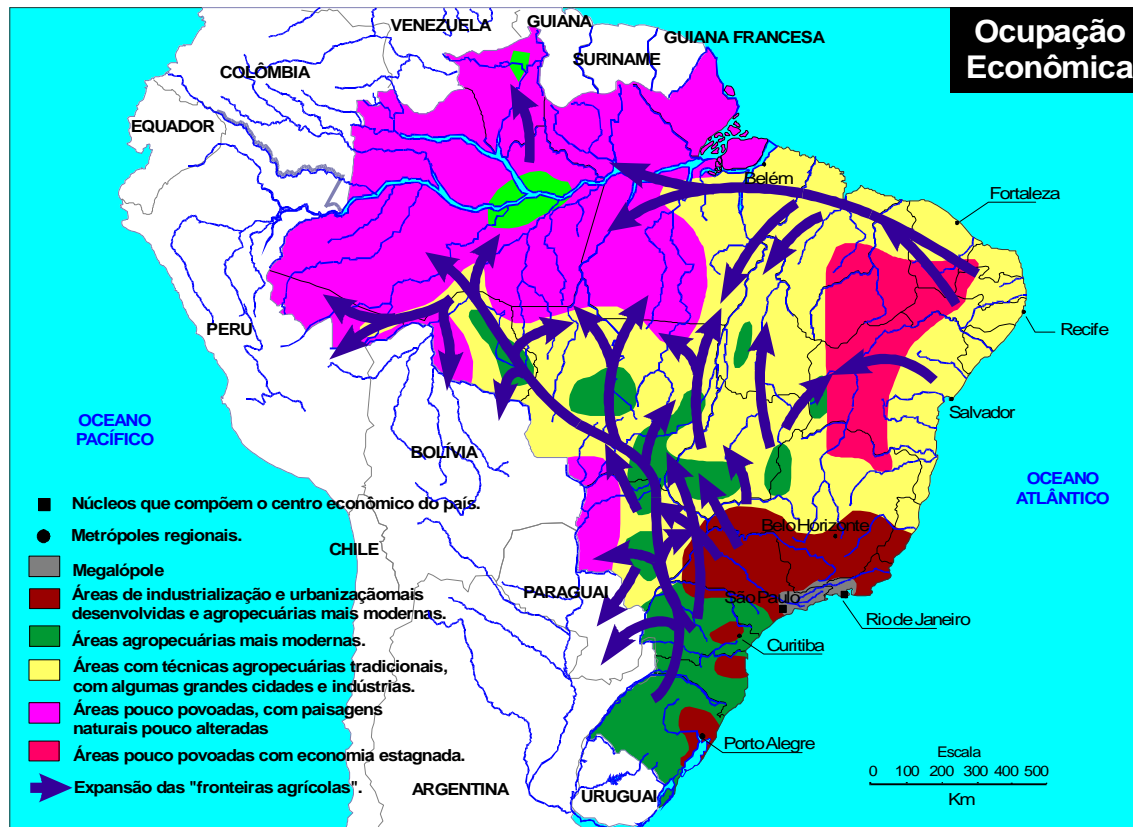 Ocupação
Econômica
VENEZUELA
GUIANA
GUIANA FRANCESA
SURINAME
COLÔMBIA
EQUADOR
Belém
Fortaleza
PERU
Recife
Salvador
OCEANO
PACÍFICO
BOLÍVIA
OCEANO
ATLÂNTICO
Belo Horizonte
CHILE
PARAGUAI
São Paulo
Rio de Janeiro
Curitiba
Porto Alegre
ARGENTINA
URUGUAI
Núcleos que compõem o centro econômico do país.
Metrópoles regionais.
Megalópole
Áreas de industrialização e urbanizaçãomais
desenvolvidas e agropecuárias mais modernas.
Áreas agropecuárias mais modernas.
Áreas com técnicas agropecuárias tradicionais,
com algumas grandes cidades e indústrias.
Áreas pouco povoadas, com paisagens
naturais pouco alteradas
Áreas pouco povoadas com economia estagnada.
Expansão das "fronteiras agrícolas".
Escala
0 100 200 300 400 500
Km